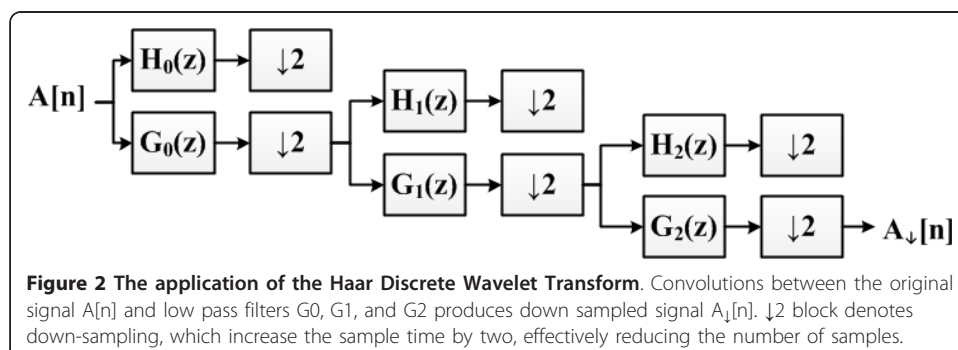 H₀(z) ↓2
A[n]
G₀(z) ↓2
H₁(z) ↓2
G₁(z) ↓2
H₂(z) ↓2
G₂(z) ↓2 A↓[n]
Figure 2 The application of the Haar Discrete Wavelet Transform. Convolutions between the original
signal A[n] and low pass filters G0, G1, and G2 produces down sampled signal A↓[n]. ↓2 block denotes
down-sampling, which increase the sample time by two, effectively reducing the number of samples.